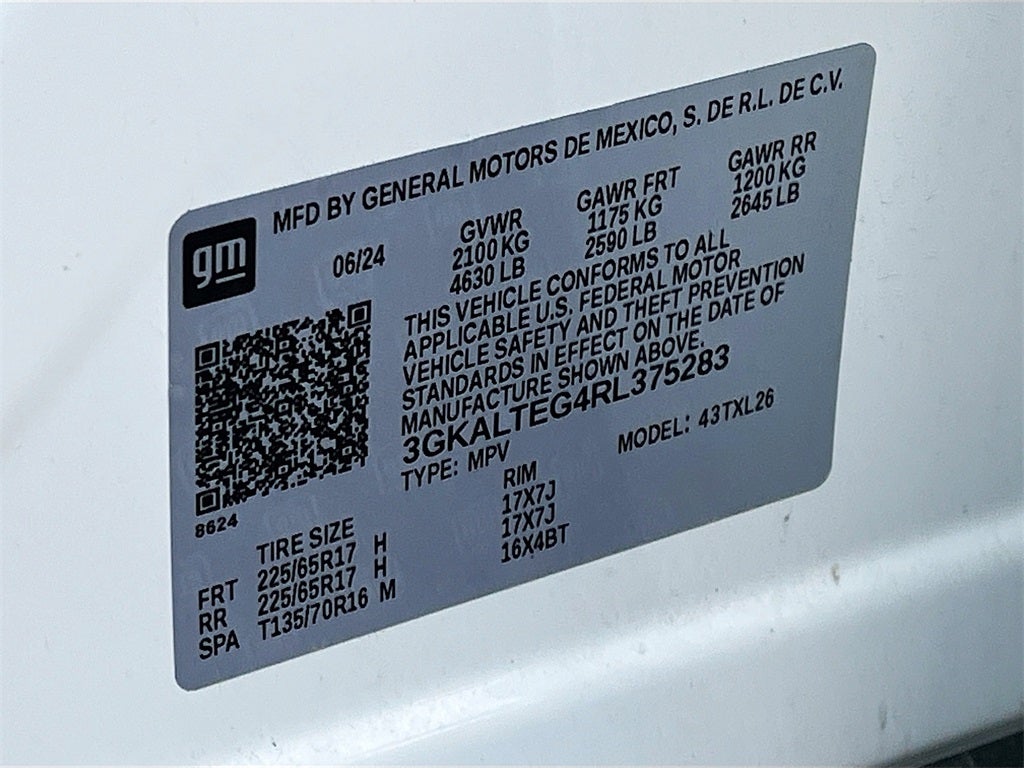 MFD BY GENERAL MOTORS DE MEXICO, S. DE R.L. DE C.V.
gm
06/24
GVWR GAWR FRT GAWR RR
2100 KG 1175 KG 1200 KG
4630 LB 2590 LB 2645 LB
THIS VEHICLE CONFORMS TO ALL
APPLICABLE U.S. FEDERAL MOTOR
VEHICLE SAFETY AND THEFT PREVENTION
STANDARDS IN EFFECT ON THE DATE OF
MANUFACTURE SHOWN ABOVE.
3GKALTEG4RL375283
TYPE: MPV MODEL: 43TXL26
8624
TIRE SIZE RIM
FRT 225/65R17 H 17X7J
RR 225/65R17 H 17X7J
SPA T135/70R16 M 16X4BT